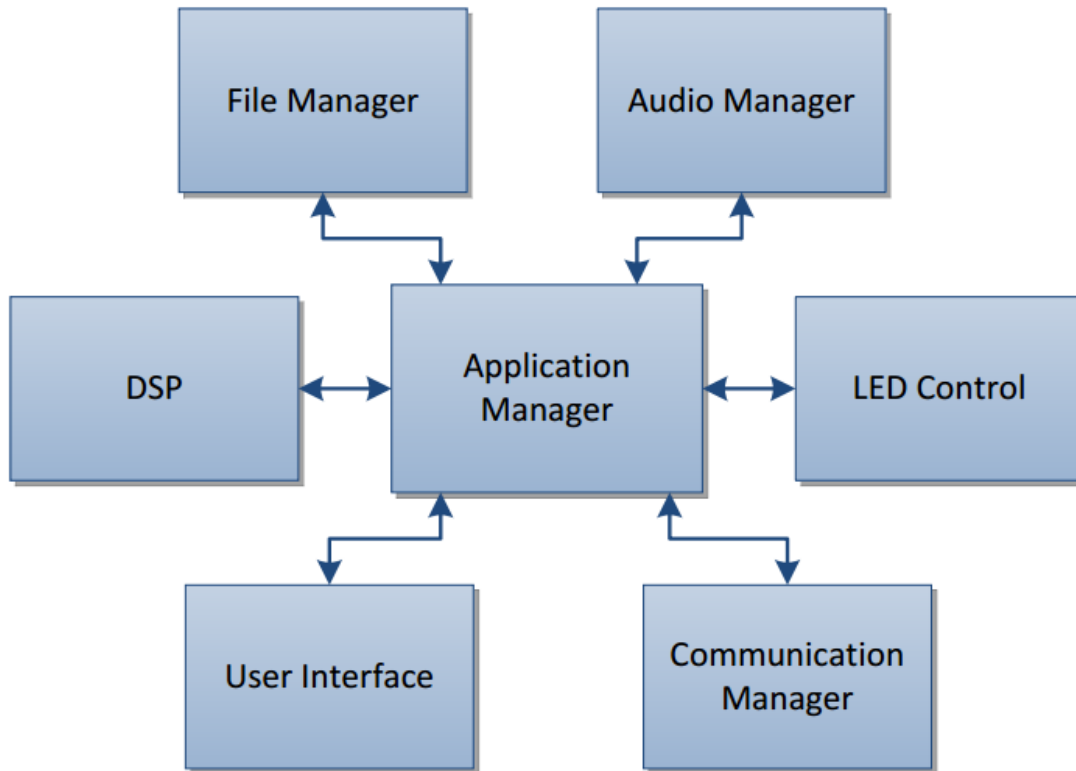 File Manager
Audio Manager
DSP
Application
Manager
LED Control
User Interface
Communication
Manager